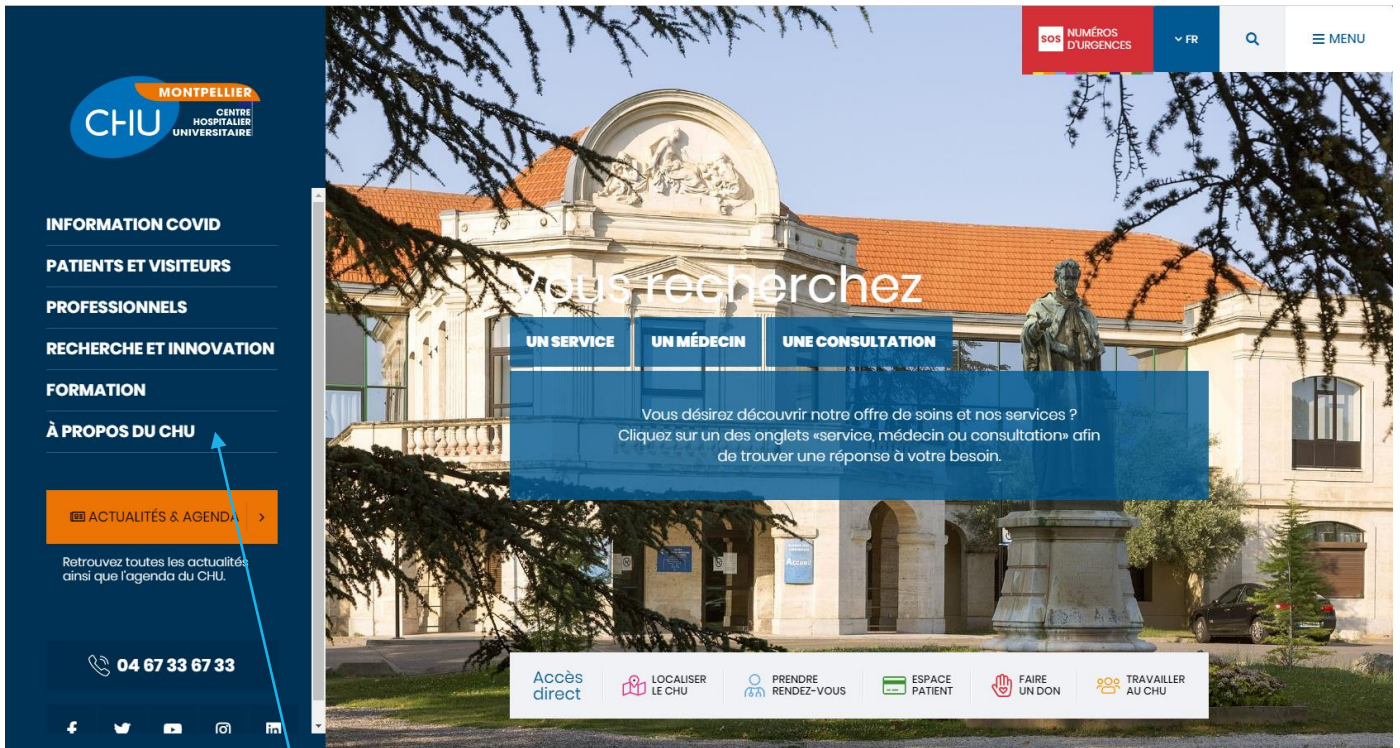 MONTPELLIER
CHU
CENTRE
HOSPITALIER
UNIVERSITAIRE
INFORMATION COVID
PATIENTS ET VISITEURS
PROFESSIONNELS
RECHERCHE ET INNOVATION
FORMATION
À PROPOS DU CHU
ACTUALITÉS & AGENDA
Retrouvez toutes les actualités
ainsi que l'agenda du CHU.
04 67 33 67 33
SOS NUMÉROS
D'URGENCES
FR
MENU
Vous recherchez
UN SERVICE
UN MÉDECIN
UNE CONSULTATION
Vous désirez découvrir notre offre de soins et nos services ?
Cliquez sur un des onglets «service, médecin ou consultation» afin
de trouver une réponse à votre besoin.
Accueil
Accès
direct
LOCALISER
LE CHU
PRENDRE
RENDEZ-VOUS
ESPACE
PATIENT
FAIRE
UN DON
TRAVAILLER
AU CHU